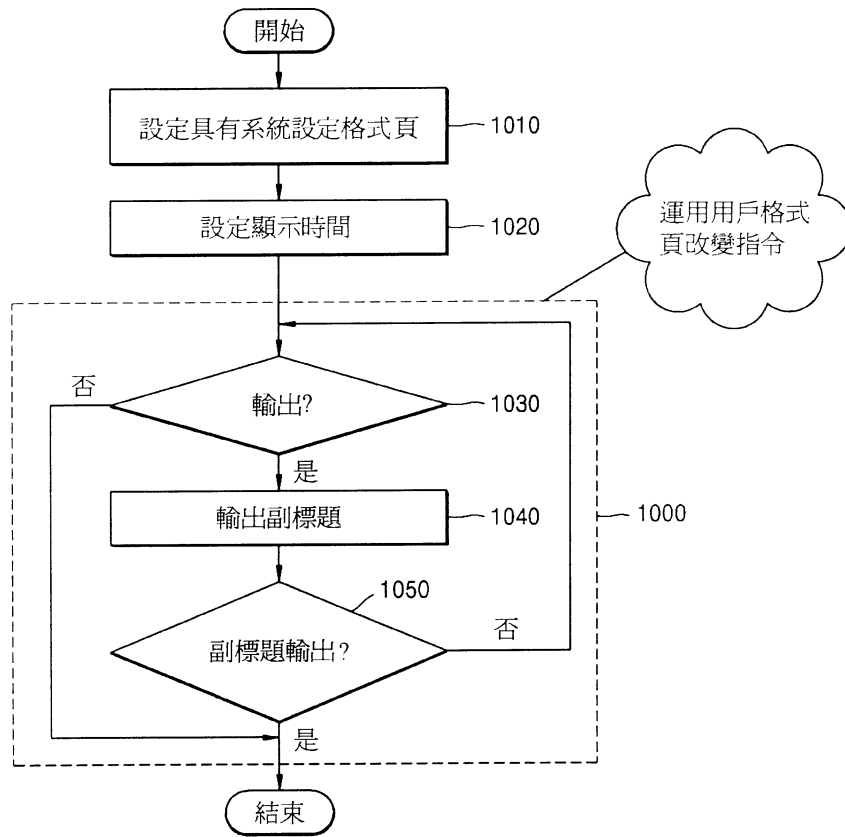 開始
設定具有系統設定格式頁
1010
設定顯示時間
1020
運用用戶格式
頁改變指令
否
輸出?
1030
是
輸出副標題
1040
1000
1050
副標題輸出?
否
是
結束